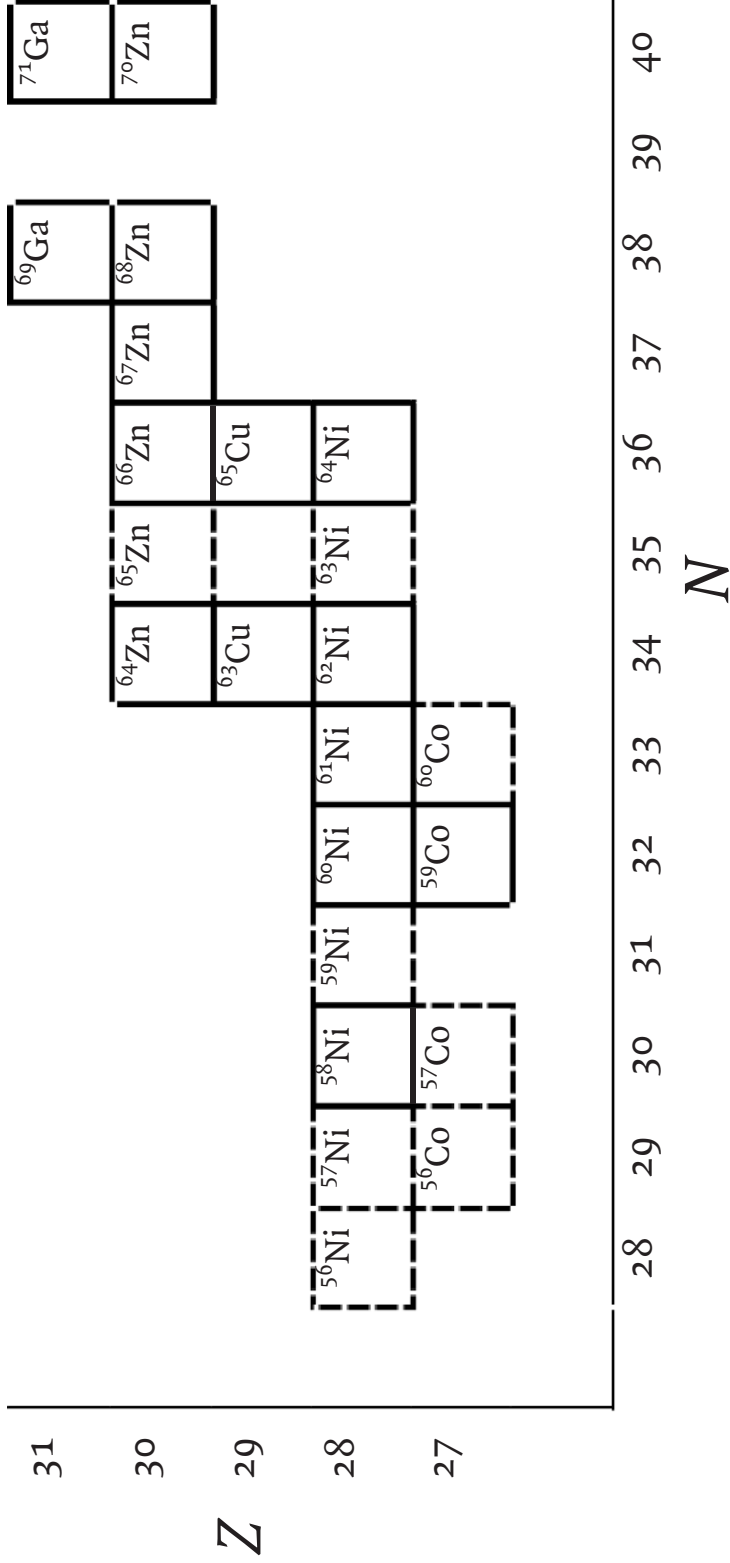 31 ⁶⁹Ga ⁷¹Ga
30 ⁶⁴Zn ⁶⁵Zn ⁶⁶Zn ⁶⁷Zn ⁶⁸Zn ⁷⁰Zn
Z
29 ⁶³Cu ⁶⁵Cu
28 ⁵⁶Ni ⁵⁷Ni ⁵⁸Ni ⁵⁹Ni ⁶⁰Ni ⁶¹Ni ⁶²Ni ⁶³Ni ⁶⁴Ni
27 ⁵⁶Co ⁵⁷Co ⁵⁹Co ⁶⁰Co
28 29 30 31 32 33 34 35 36 37 38 39 40
N